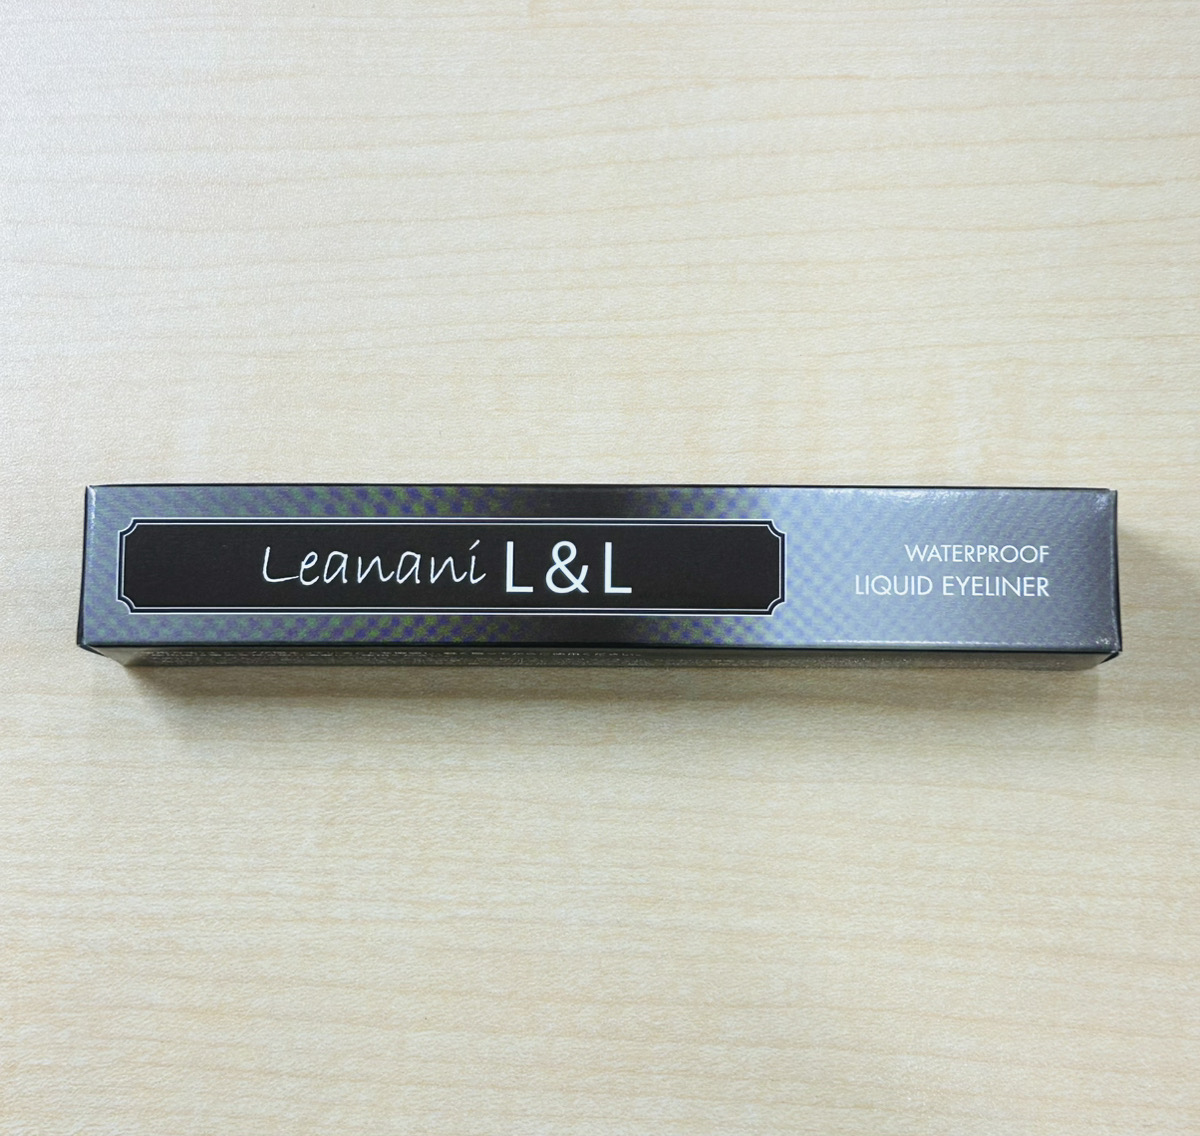 Leanani L&L
WATERPROOF
LIQUID EYELINER